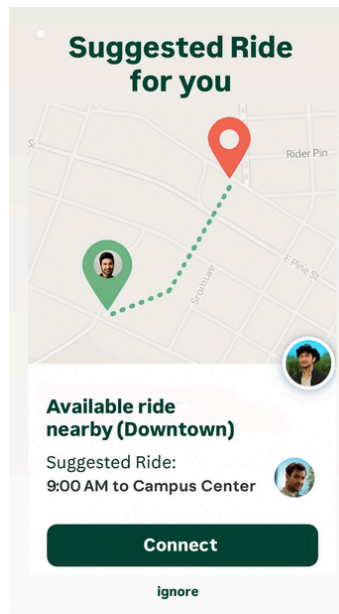 Suggested Ride
for you
Rider Pin
E Pine St
Available ride
nearby (Downtown)
Suggested Ride:
9:00 AM to Campus Center
Connect
ignore